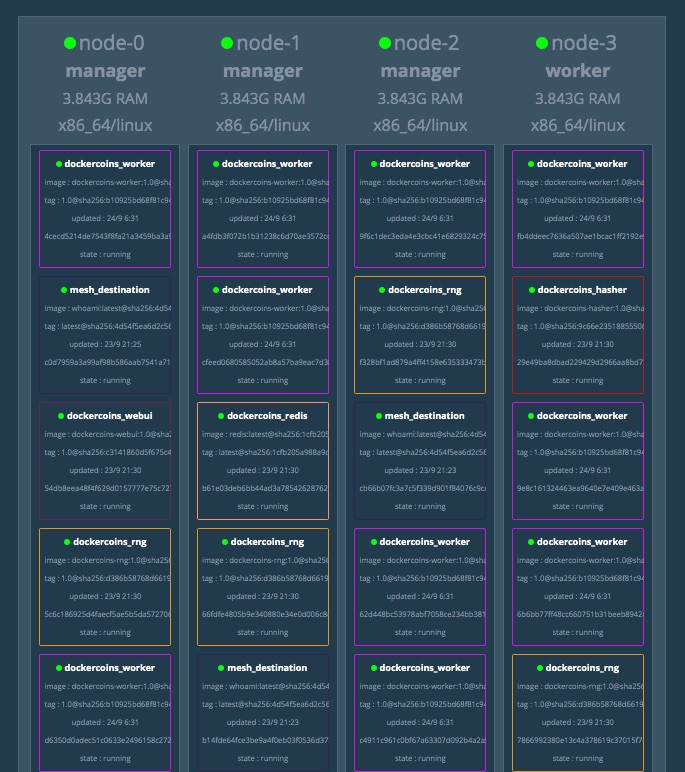 node-0
manager
3.843G RAM
x86_64/linux
dockercoins_worker
image : dockercoins-worker:1.0@sha
tag : 1.0@sha256:b10925bd68f81c94
updated : 24/9 6:31
4cecd5214de7543f8fa21a3459ba3a9
state : running
mesh_destination
image : whoami:latest@sha256:4d54
tag : latest@sha256:4d54f5ea6d2c56
updated : 23/9 21:25
c0d7959a3a99af98b586aab7541a71
state : running
dockercoins_webui
image : dockercoins-webui:1.0@sha2
tag : 1.0@sha256:c3141860d5f675c4
updated : 23/9 21:30
54db8eea48f4f629d0157777e75c72
state : running
dockercoins_rng
image : dockercoins-rng:1.0@sha256
tag : 1.0@sha256:d386b58768d6619
updated : 23/9 21:30
5c6c186925d4faecf5ae5b5da572706
state : running
dockercoins_worker
image : dockercoins-worker:1.0@sha
tag : 1.0@sha256:b10925bd68f81c94
updated : 24/9 6:31
d6350d0adec51c0633e2496158c272
state : running
node-1
manager
3.843G RAM
x86_64/linux
dockercoins_worker
image : dockercoins-worker:1.0@sha
tag : 1.0@sha256:b10925bd68f81c94
updated : 24/9 6:31
a4fdb3f072b1b31238c6d70ae3572c
state : running
dockercoins_worker
image : dockercoins-worker:1.0@sha
tag : 1.0@sha256:b10925bd68f81c94
updated : 24/9 6:31
cfeed0680585052ab8a57ba9eac7d3
state : running
dockercoins_redis
image : redis:latest@sha256:1cfb205
tag : latest@sha256:1cfb205a988a9c
updated : 23/9 21:30
b61e03deb6bb44ad3a78542628762
state : running
dockercoins_rng
image : dockercoins-rng:1.0@sha256
tag : 1.0@sha256:d386b58768d6619
updated : 23/9 21:30
66fdfe4805b9e340880e34e0d006c8
state : running
mesh_destination
image : whoami:latest@sha256:4d54
tag : latest@sha256:4d54f5ea6d2c56
updated : 23/9 21:23
b14fde64fce3be9a4f0eb03f0536d37
state : running
node-2
manager
3.843G RAM
x86_64/linux
dockercoins_worker
image : dockercoins-worker:1.0@sha
tag : 1.0@sha256:b10925bd68f81c94
updated : 24/9 6:31
9f6c1dec3eda4e3cbc41e6829324c75
state : running
dockercoins_rng
image : dockercoins-rng:1.0@sha256
tag : 1.0@sha256:d386b58768d6619
updated : 23/9 21:30
f328bf1ad879a4ff4158e635333473b
state : running
mesh_destination
image : whoami:latest@sha256:4d54
tag : latest@sha256:4d54f5ea6d2c56
updated : 23/9 21:23
cb66b07fc3a7c5f339d901f84076c9c
state : running
dockercoins_worker
image : dockercoins-worker:1.0@sha
tag : 1.0@sha256:b10925bd68f81c94
updated : 24/9 6:31
62d448bc53978abf7058ce234bb381
state : running
dockercoins_worker
image : dockercoins-worker:1.0@sha
tag : 1.0@sha256:b10925bd68f81c94
updated : 24/9 6:31
c4911c961c0bf67a63307d092b4a2a
state : running
node-3
worker
3.843G RAM
x86_64/linux
dockercoins_worker
image : dockercoins-worker:1.0@sha
tag : 1.0@sha256:b10925bd68f81c94
updated : 24/9 6:31
fb4ddeec7636a507ae1bcac1ff2192e
state : running
dockercoins_hasher
image : dockercoins-hasher:1.0@sha
tag : 1.0@sha256:9c66e23518855506
updated : 23/9 21:30
29e49ba8dbad229429d2966aa8bd7
state : running
dockercoins_worker
image : dockercoins-worker:1.0@sha
tag : 1.0@sha256:b10925bd68f81c94
updated : 24/9 6:31
9e8c161324463ea9640e7e409e463a
state : running
dockercoins_worker
image : dockercoins-worker:1.0@sha
tag : 1.0@sha256:b10925bd68f81c94
updated : 24/9 6:31
6b6bb77ff48cc660751b31beeb8942
state : running
dockercoins_rng
image : dockercoins-rng:1.0@sha256
tag : 1.0@sha256:d386b58768d6619
updated : 23/9 21:30
7866992380e13c4a378619c37015f7
state : running